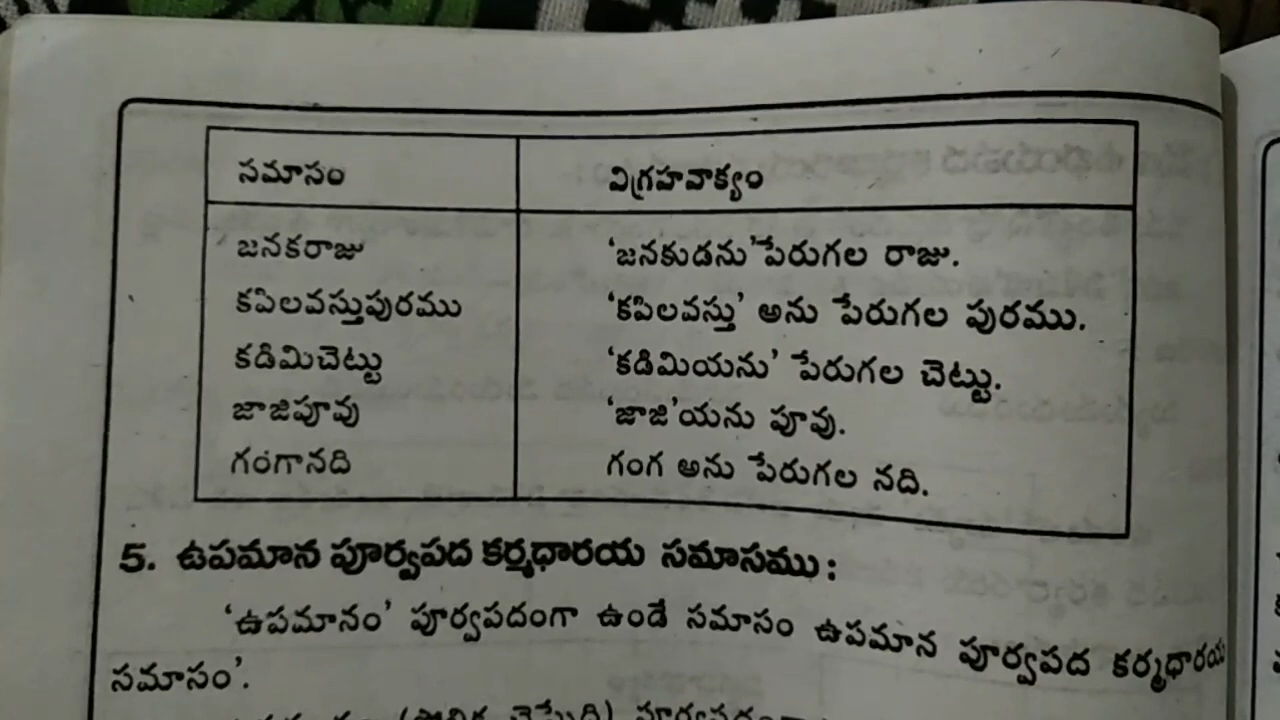 సమాసం విగ్రహవాక్యం
జనకరాజు 'జనకుడను'పేరుగల రాజు.
కపిలవస్తుపురము 'కపిలవస్తు' అను పేరుగల పురము.
కడిమిచెట్టు 'కడిమియను' పేరుగల చెట్టు.
జాజిపూవు 'జాజి'యను పూవు.
గంగానది గంగ అను పేరుగల నది.
5. ఉపమాన పూర్వపద కర్మధారయ సమాసము :
'ఉపమానం' పూర్వపదంగా ఉండే సమాసం ఉపమాన పూర్వపద కర్మధారయ
సమాసం'.